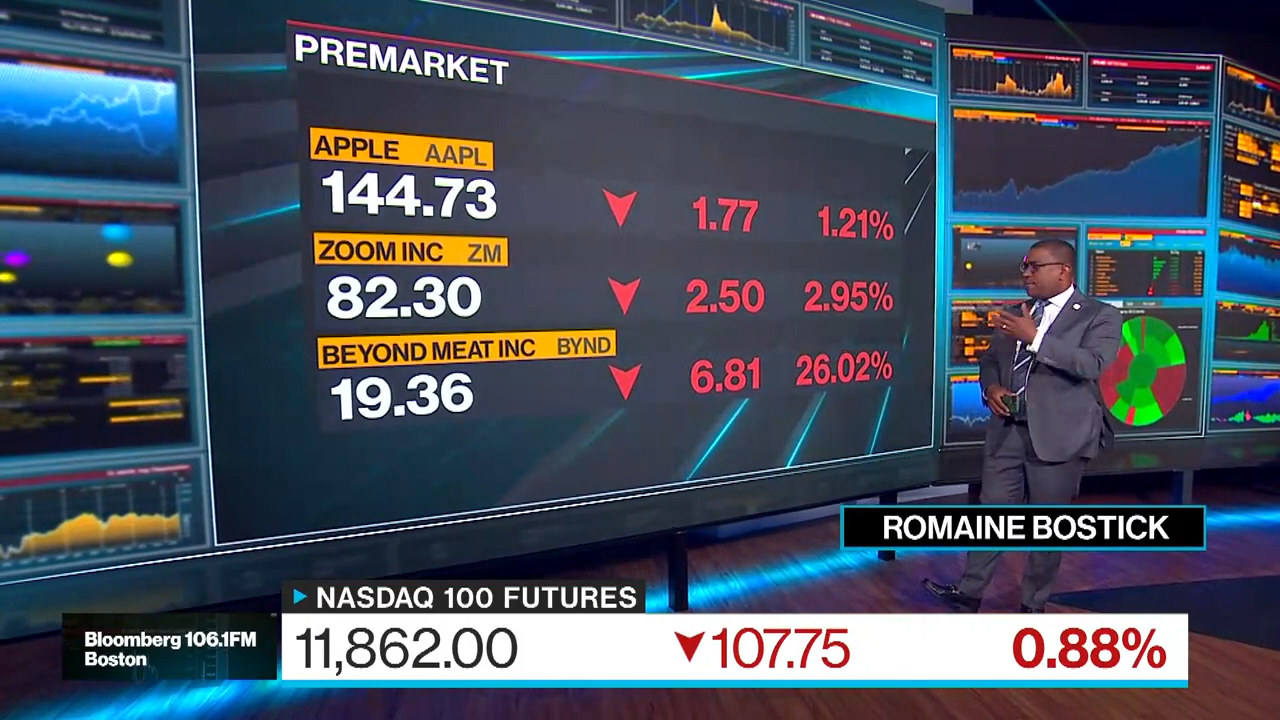 PREMARKET
APPLE AAPL
144.73 1.77 1.21%
ZOOM INC ZM
82.30 2.50 2.95%
BEYOND MEAT INC BYND
19.36 6.81 26.02%
ROMAINE BOSTICK
NASDAQ 100 FUTURES
Bloomberg 106.1FM
Boston
11,862.00 107.75 0.88%